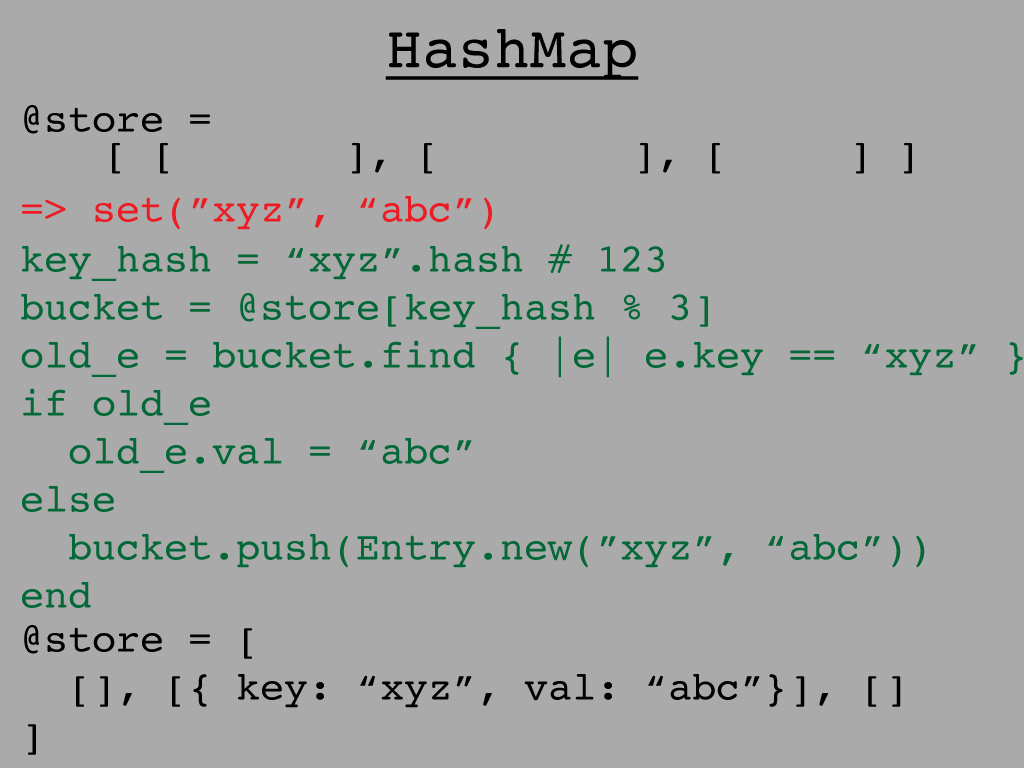 HashMap
@store =
[ [ ], [ ], [ ] ]
=> set(”xyz”, “abc”)
key_hash = “xyz”.hash # 123
bucket = @store[key_hash % 3]
old_e = bucket.find { |e| e.key == “xyz” }
if old_e
  old_e.val = “abc”
else
  bucket.push(Entry.new(”xyz”, “abc”))
end
@store = [
  [], [{ key: “xyz”, val: “abc”}], []
]